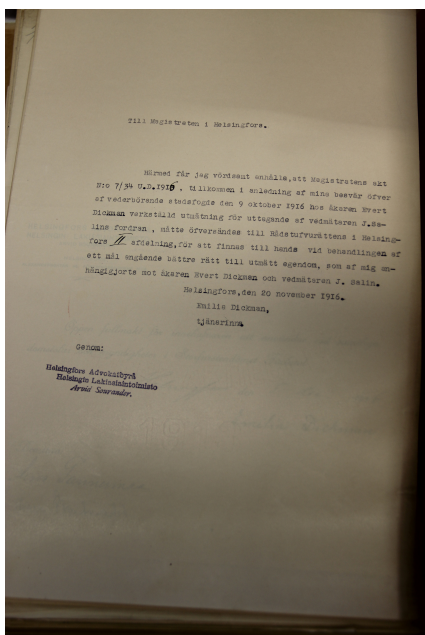 Till Magistraten i Helsingfors.
Härmed får jag vördsamt anhålla, att Magistratens akt
N:o 7/34 U.D.1916, tillkommen i anledning af mina besvär öfver
af vederbörande stadsfogde den 9 oktober 1916 hos åkaren Evert
Dickman verkställd utmätning för uttagande af vedmätaren J.Sa-
lins fordran, måtte öfversändas till Rådstufvurättens i Helsing-
fors II afdelning, för att finnas till hands vid behandlingen af
ett mål angående bättre rätt till utmätt egendom, som af mig an-
hängigjorts mot åkaren Evert Dickman och vedmätaren J. Salin.
Helsingfors, den 20 november 1916.
Emilia Dickman,
tjänarinna.
Genom:
Helsingfors Advokatbyrå
Helsingin Lakiasiaintoimisto
Arvid Sourander.